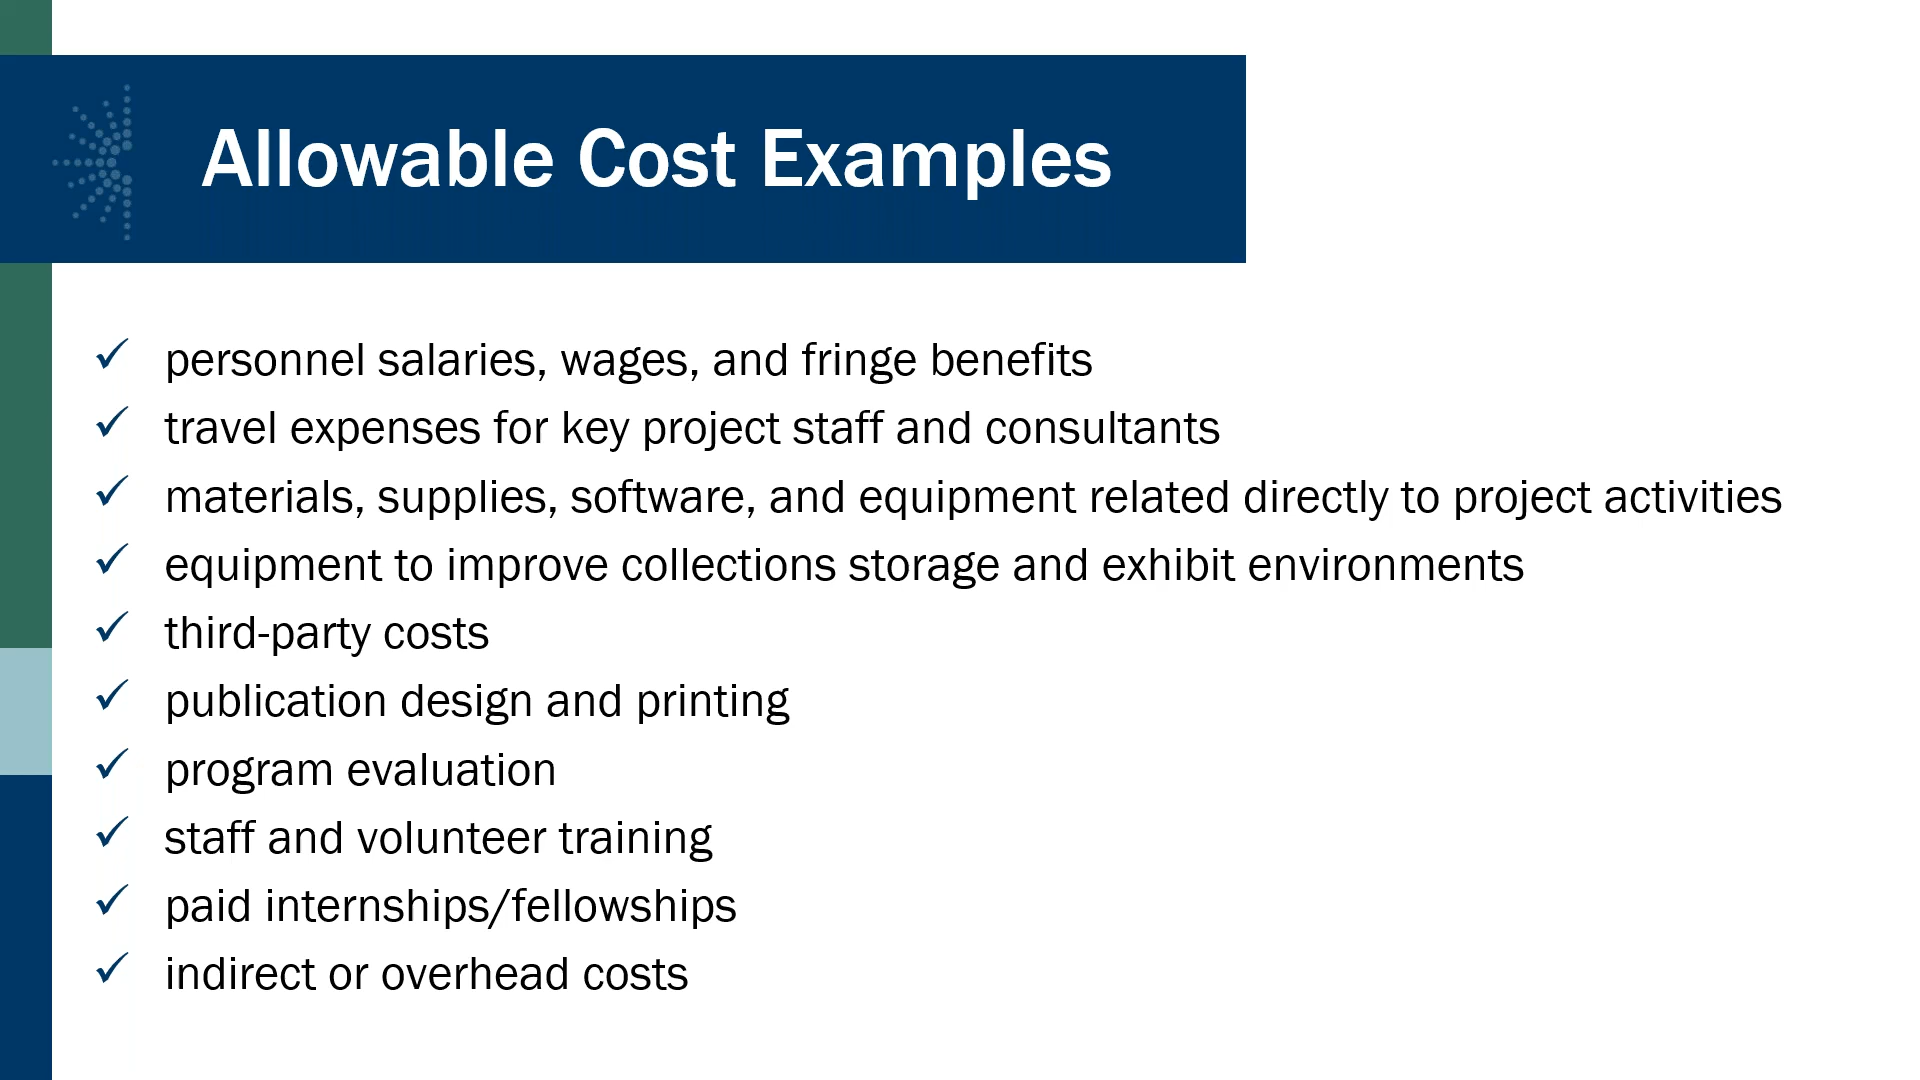 Allowable Cost Examples
personnel salaries, wages, and fringe benefits
travel expenses for key project staff and consultants
materials, supplies, software, and equipment related directly to project activities
equipment to improve collections storage and exhibit environments
third-party costs
publication design and printing
program evaluation
staff and volunteer training
paid internships/fellowships
indirect or overhead costs